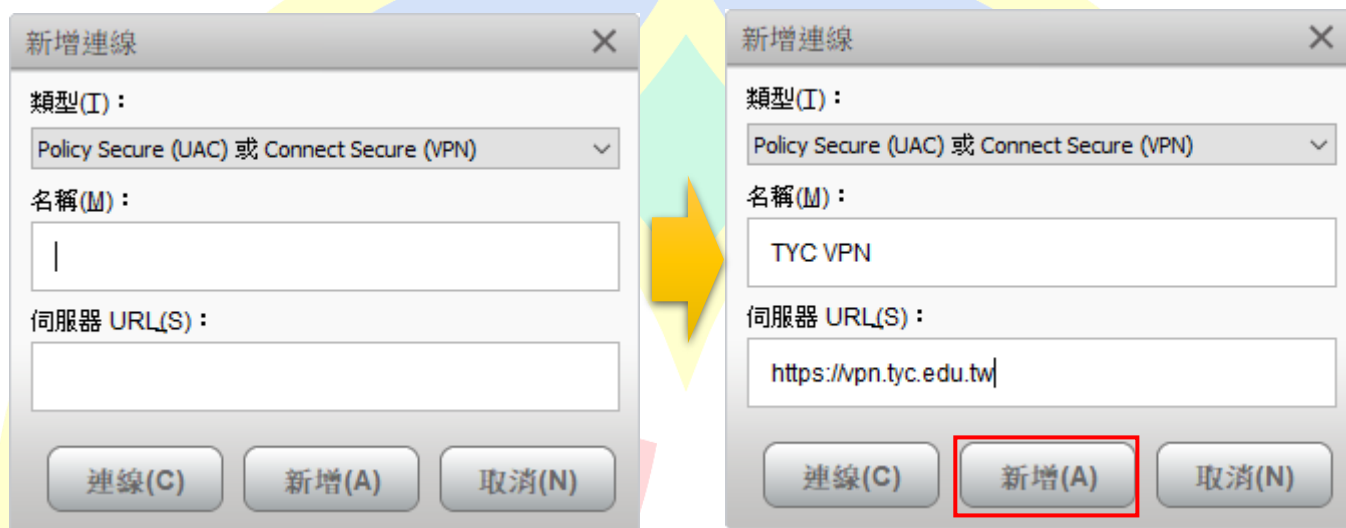 新增連線
類型(T)：
Policy Secure (UAC) 或 Connect Secure (VPN)
名稱(M)：
伺服器 URL(S)：
連線(C) 新增(A) 取消(N)
新增連線
類型(T)：
Policy Secure (UAC) 或 Connect Secure (VPN)
名稱(M)：
TYC VPN
伺服器 URL(S)：
https://vpn.tyc.edu.tw
連線(C) 新增(A) 取消(N)